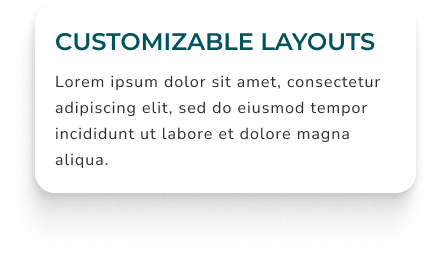 CUSTOMIZABLE LAYOUTS
Lorem ipsum dolor sit amet, consectetur
adipiscing elit, sed do eiusmod tempor
incididunt ut labore et dolore magna
aliqua.